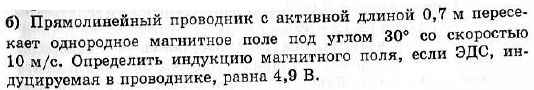 б) Прямолинейный проводник с активной длиной 0,7 м пересе-
кает однородное магнитное поле под углом 30° со скоростью
10 м/с. Определить индукцию магнитного поля, если ЭДС, ин-
дуцируемая в проводнике, равна 4,9 В.